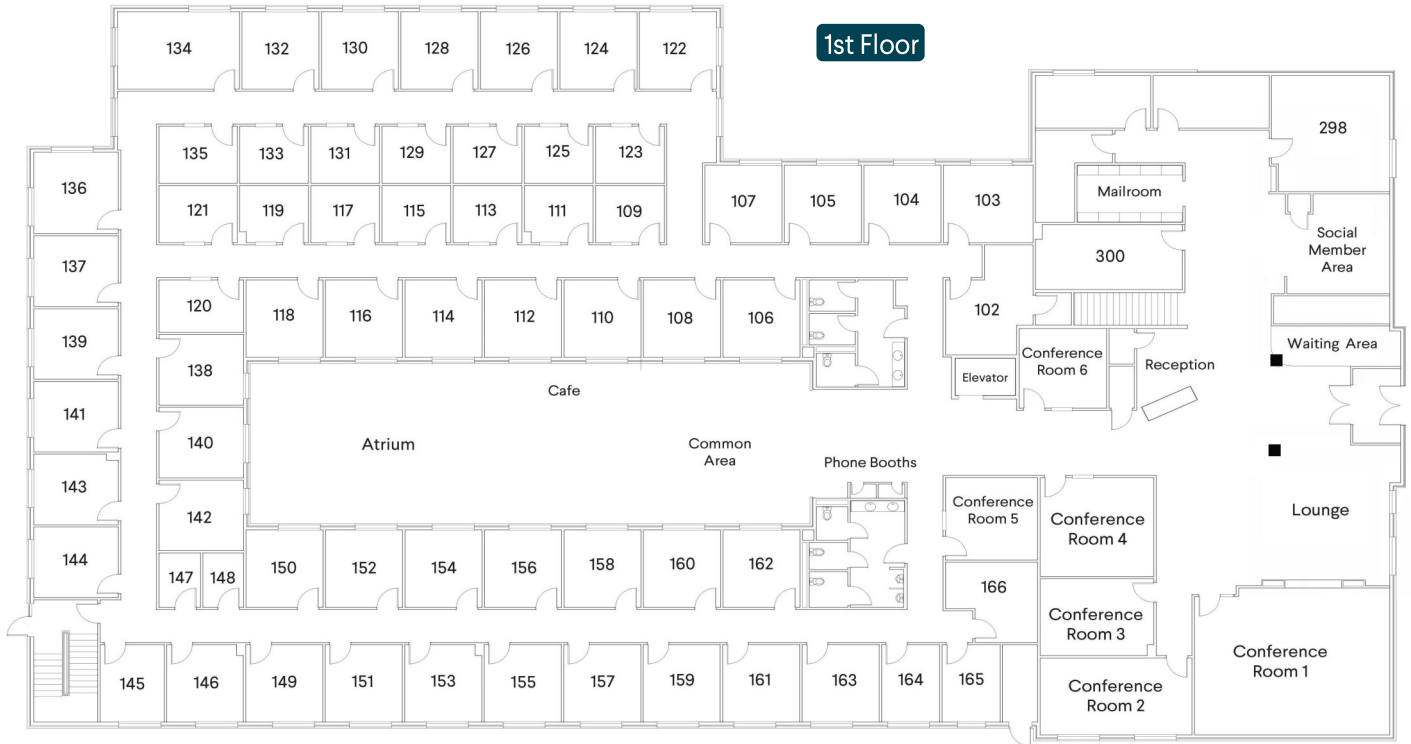 1st Floor
134
132
130
128
126
124
122
298
135
133
131
129
127
125
123
136
Mailroom
107
105
104
103
121
119
117
115
113
111
109
Social
Member
Area
137
300
120
118
116
114
112
110
108
106
102
139
138
Conference
Room 6
Waiting Area
Reception
Elevator
Cafe
141
140
Atrium
Common
Area
Phone Booths
143
142
Conference
Room 5
Conference
Room 4
Lounge
144
147
148
150
152
154
156
158
160
162
166
Conference
Room 3
Conference
Room 1
145
146
149
151
153
155
157
159
161
163
164
165
Conference
Room 2